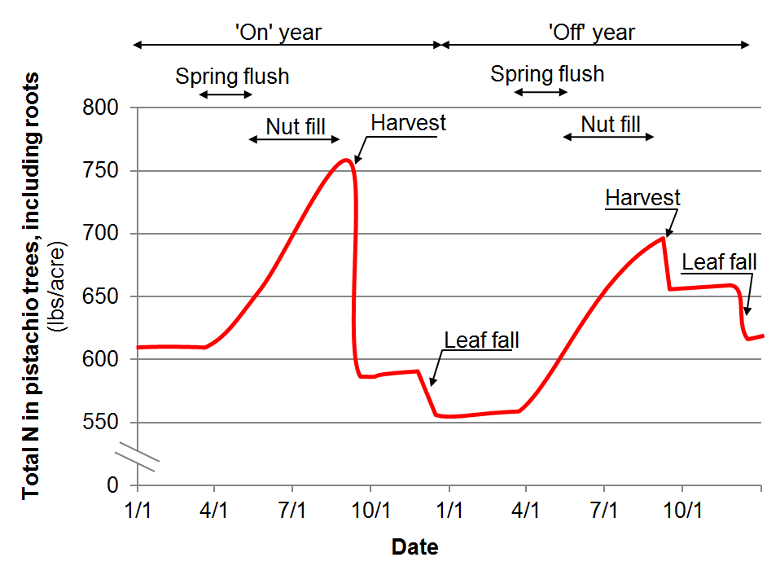 'On' year
'Off' year
Spring flush
Spring flush
Nut fill
Harvest
Nut fill
Harvest
Leaf fall
Leaf fall
Total N in pistachio trees, including roots
(lbs/acre)
800
750
700
650
600
550
0
1/1
4/1
7/1
10/1
1/1
4/1
7/1
10/1
Date